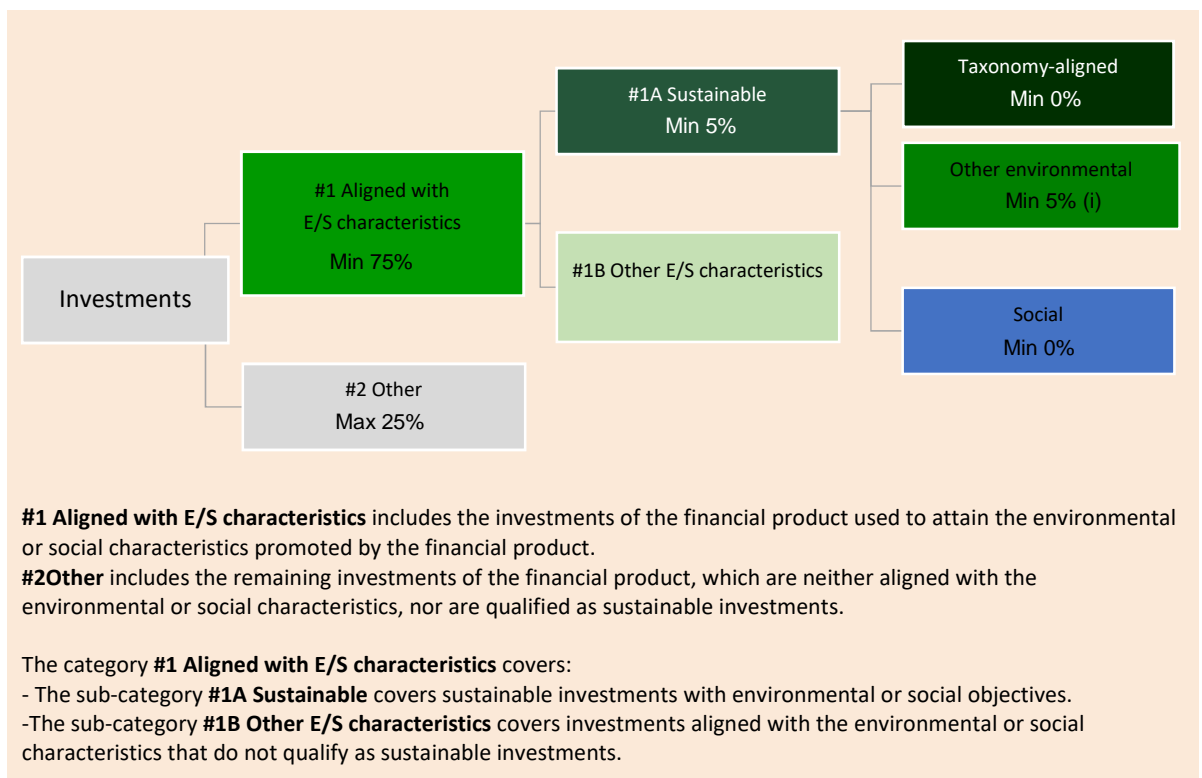 Taxonomy-aligned
Min 0%
#1A Sustainable
Min 5%
Other environmental
Min 5% (i)
#1 Aligned with
E/S characteristics
Min 75%
#1B Other E/S characteristics
Investments
Social
Min 0%
#2 Other
Max 25%
#1 Aligned with E/S characteristics includes the investments of the financial product used to attain the environmental
or social characteristics promoted by the financial product.
#2Other includes the remaining investments of the financial product, which are neither aligned with the
environmental or social characteristics, nor are qualified as sustainable investments.
The category #1 Aligned with E/S characteristics covers:
- The sub-category #1A Sustainable covers sustainable investments with environmental or social objectives.
-The sub-category #1B Other E/S characteristics covers investments aligned with the environmental or social
characteristics that do not qualify as sustainable investments.